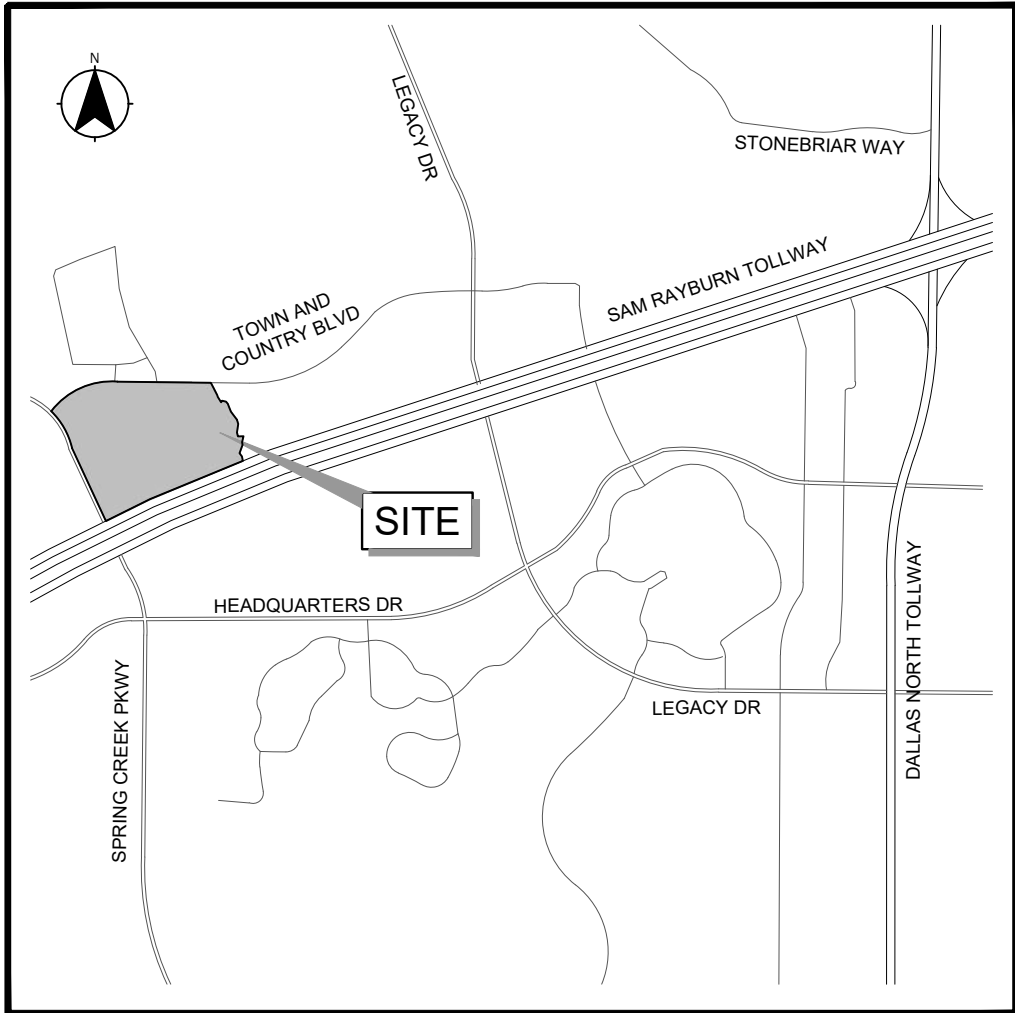 N
LEGACY DR
STONEBRIAR WAY
SAM RAYBURN TOLLWAY
TOWN AND
COUNTRY BLVD
SITE
HEADQUARTERS DR
SPRING CREEK PKWY
LEGACY DR
DALLAS NORTH TOLLWAY